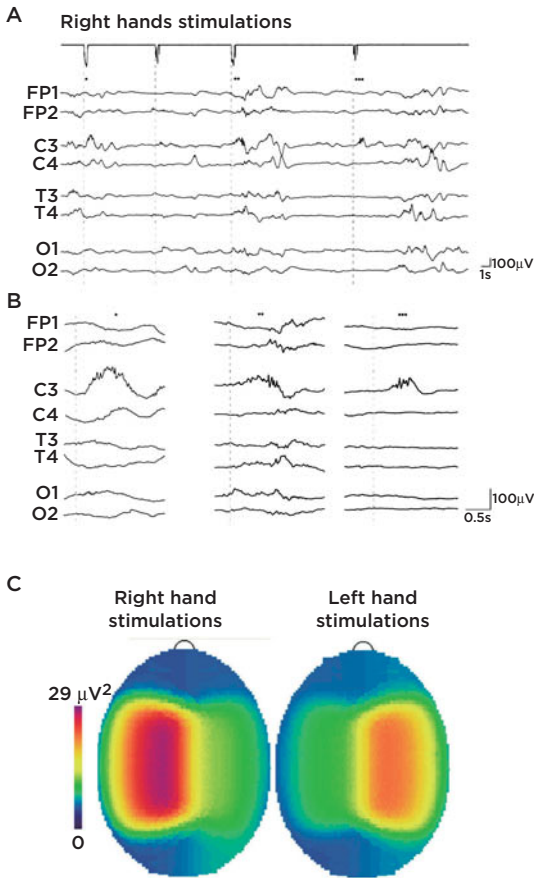 A
Right hands stimulations
* ** ***
FP1
FP2
C3
C4
T3
T4
O1
O2
100μV
1s
B
* ** ***
FP1
FP2
C3
C4
T3
T4
O1
O2
100μV
0.5s
C
Right hand stimulations
Left hand stimulations
29 μV²
0